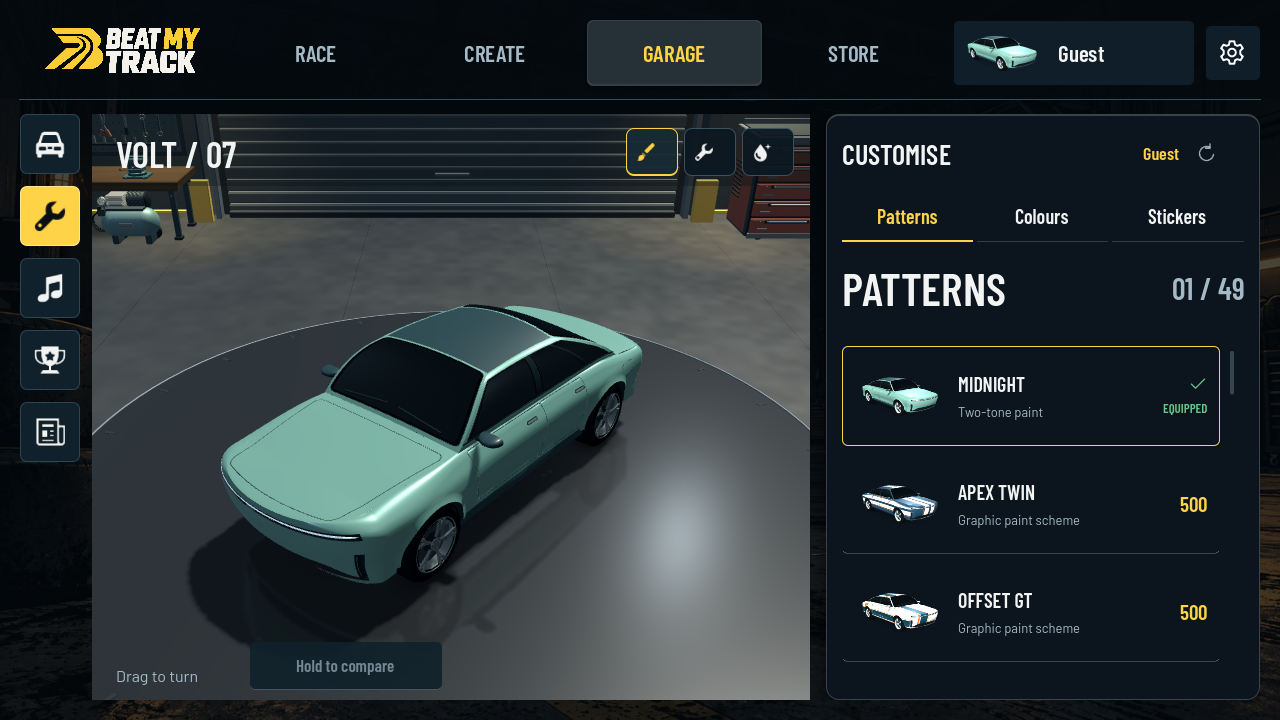 BEAT MY
TRACK
RACE
CREATE
GARAGE
STORE
Guest
VOLT / 07
Drag to turn
Hold to compare
CUSTOMISE
Guest
Patterns
Colours
Stickers
PATTERNS
01 / 49
MIDNIGHT
Two-tone paint
EQUIPPED
APEX TWIN
Graphic paint scheme
500
OFFSET GT
Graphic paint scheme
500